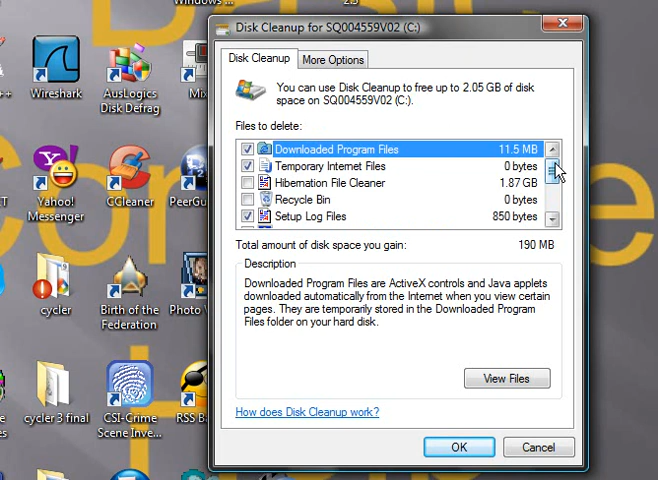 Windows ...
2.5
Disk Cleanup for SQ004559V02 (C:)
Disk Cleanup
More Options
You can use Disk Cleanup to free up to 2.05 GB of disk
space on SQ004559V02 (C:).
Files to delete:
Downloaded Program Files 11.5 MB
Temporary Internet Files 0 bytes
Hibernation File Cleaner 1.87 GB
Recycle Bin 0 bytes
Setup Log Files 850 bytes
Total amount of disk space you gain: 190 MB
Description
Downloaded Program Files are ActiveX controls and Java applets
downloaded automatically from the Internet when you view certain
pages. They are temporarily stored in the Downloaded Program
Files folder on your hard disk.
View Files
How does Disk Cleanup work?
OK
Cancel
++
Wireshark
AusLogics
Disk Defrag
Mix
Yahoo!
Messenger
CCleaner
PeerGu
cycler
Birth of the
Federation
Photo
cycler 3 final
CSI-Crime
Scene Inve...
RSS B